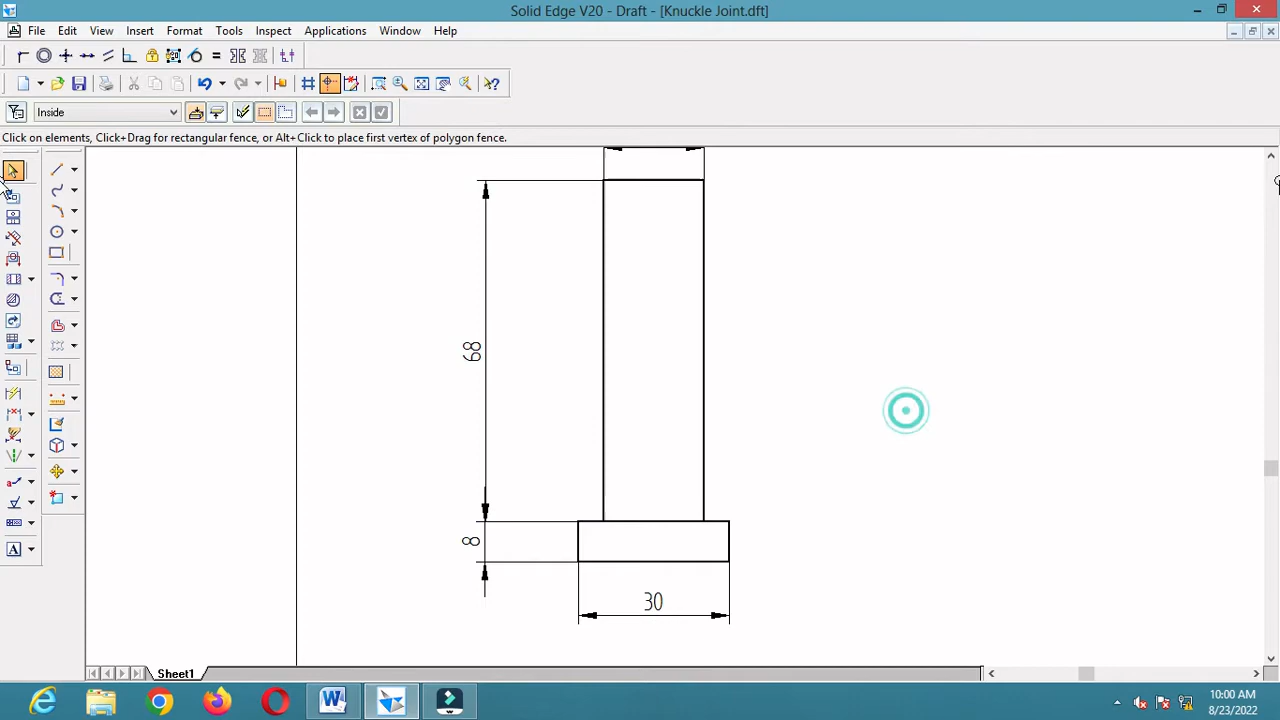 Solid Edge V20 - Draft - [Knuckle Joint.dft]
File Edit View Insert Format Tools Inspect Applications Window Help
Inside
Click on elements, Click+Drag for rectangular fence, or Alt+Click to place first vertex of polygon fence.
68
8
30
Sheet1
10:00 AM
8/23/2022